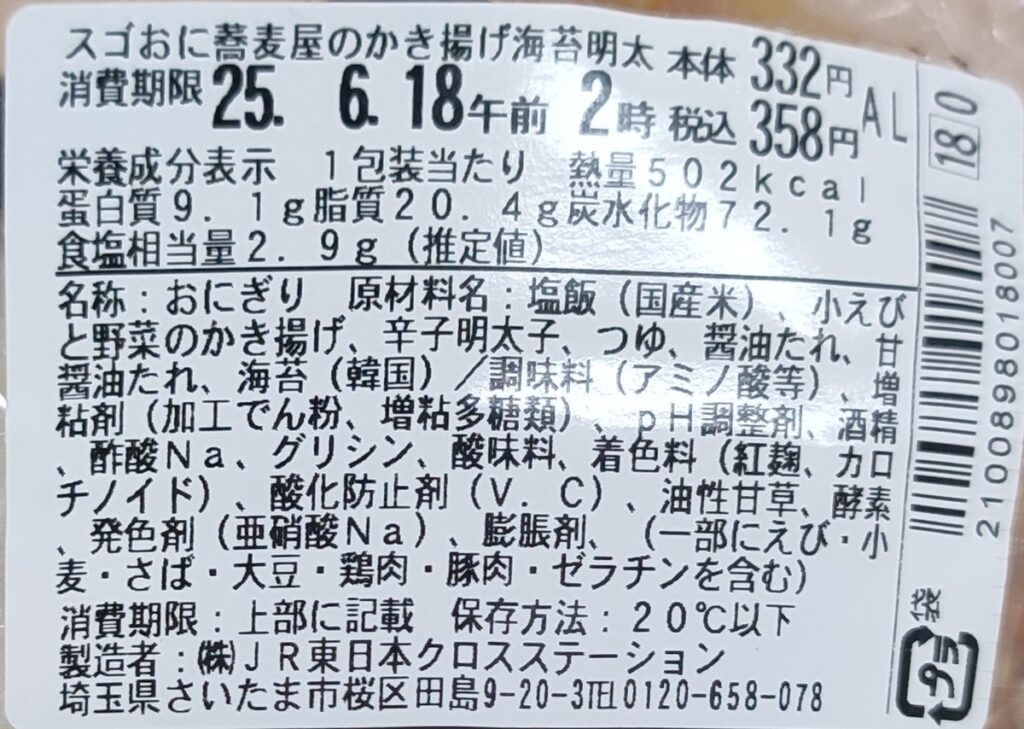 スゴおに蕎麦屋のかき揚げ海苔明太 本体 332円
消費期限 25. 6. 18 午前 2時 税込 358円 AL
栄養成分表示 1包装当たり 熱量502kcal
蛋白質9.1g脂質20.4g炭水化物72.1g
食塩相当量2.9g(推定値)
名称:おにぎり 原材料名:塩飯(国産米)、小えび
と野菜のかき揚げ、辛子明太子、つゆ、醤油たれ、甘
醤油たれ、海苔(韓国)/調味料(アミノ酸等)、増
粘剤(加工でん粉、増粘多糖類)、pH調整剤、酒精
、酢酸Na、グリシン、酸味料、着色料(紅麹、カロ
チノイド)、酸化防止剤(V.C)、油性甘草、酵素
、発色剤(亜硝酸Na)、膨脹剤、(一部にえび・小
麦・さば・大豆・鶏肉・豚肉・ゼラチンを含む)
消費期限:上部に記載 保存方法:20℃以下
製造者:㈱JR東日本クロスステーション
埼玉県さいたま市桜区田島9-20-3℡0120-658-078
180
2100898018007
袋
プラ